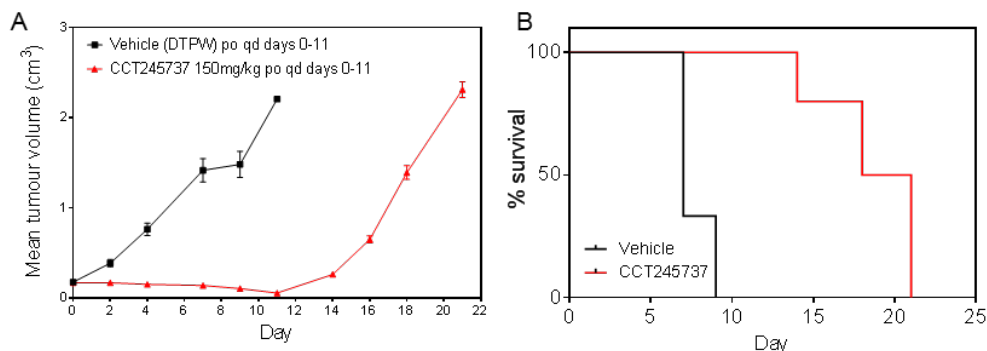 A
Mean tumour volume (cm3)
3
2
1
0
Vehicle (DTPW) po qd days 0-11
CCT245737 150mg/kg po qd days 0-11
0 2 4 6 8 10 12 14 16 18 20 22
Day
B
% survival
100
50
0
Vehicle
CCT245737
0 5 10 15 20 25
Day